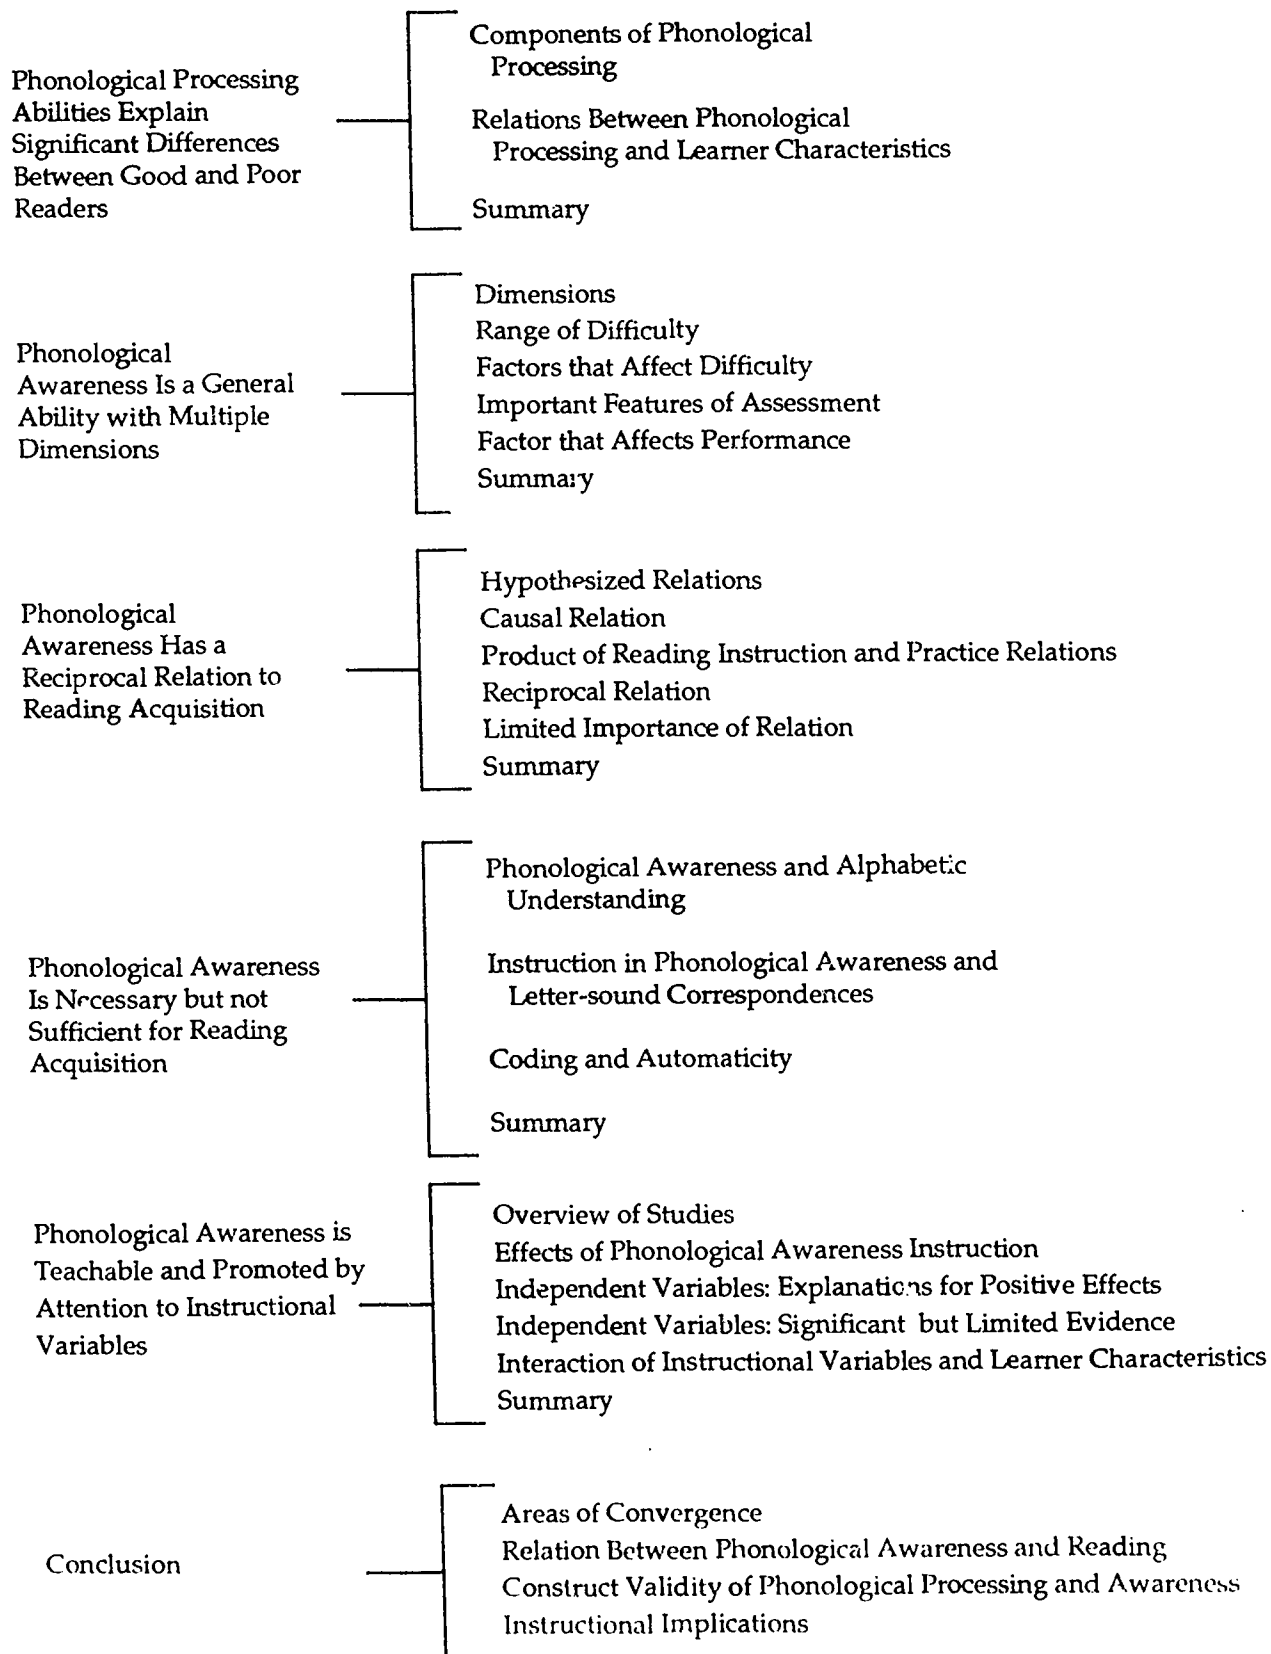 Phonological Processing
Abilities Explain
Significant Differences
Between Good and Poor
Readers
Components of Phonological
Processing
Relations Between Phonological
Processing and Learner Characteristics
Summary
Phonological
Awareness Is a General
Ability with Multiple
Dimensions
Dimensions
Range of Difficulty
Factors that Affect Difficulty
Important Features of Assessment
Factor that Affects Performance
Summary
Phonological
Awareness Has a
Reciprocal Relation to
Reading Acquisition
Hypothesized Relations
Causal Relation
Product of Reading Instruction and Practice Relations
Reciprocal Relation
Limited Importance of Relation
Summary
Phonological Awareness
Is Necessary but not
Sufficient for Reading
Acquisition
Phonological Awareness and Alphabetic
Understanding
Instruction in Phonological Awareness and
Letter-sound Correspondences
Coding and Automaticity
Summary
Phonological Awareness is
Teachable and Promoted by
Attention to Instructional
Variables
Overview of Studies
Effects of Phonological Awareness Instruction
Independent Variables: Explanations for Positive Effects
Independent Variables: Significant but Limited Evidence
Interaction of Instructional Variables and Learner Characteristics
Summary
Conclusion
Areas of Convergence
Relation Between Phonological Awareness and Reading
Construct Validity of Phonological Processing and Awareness
Instructional Implications